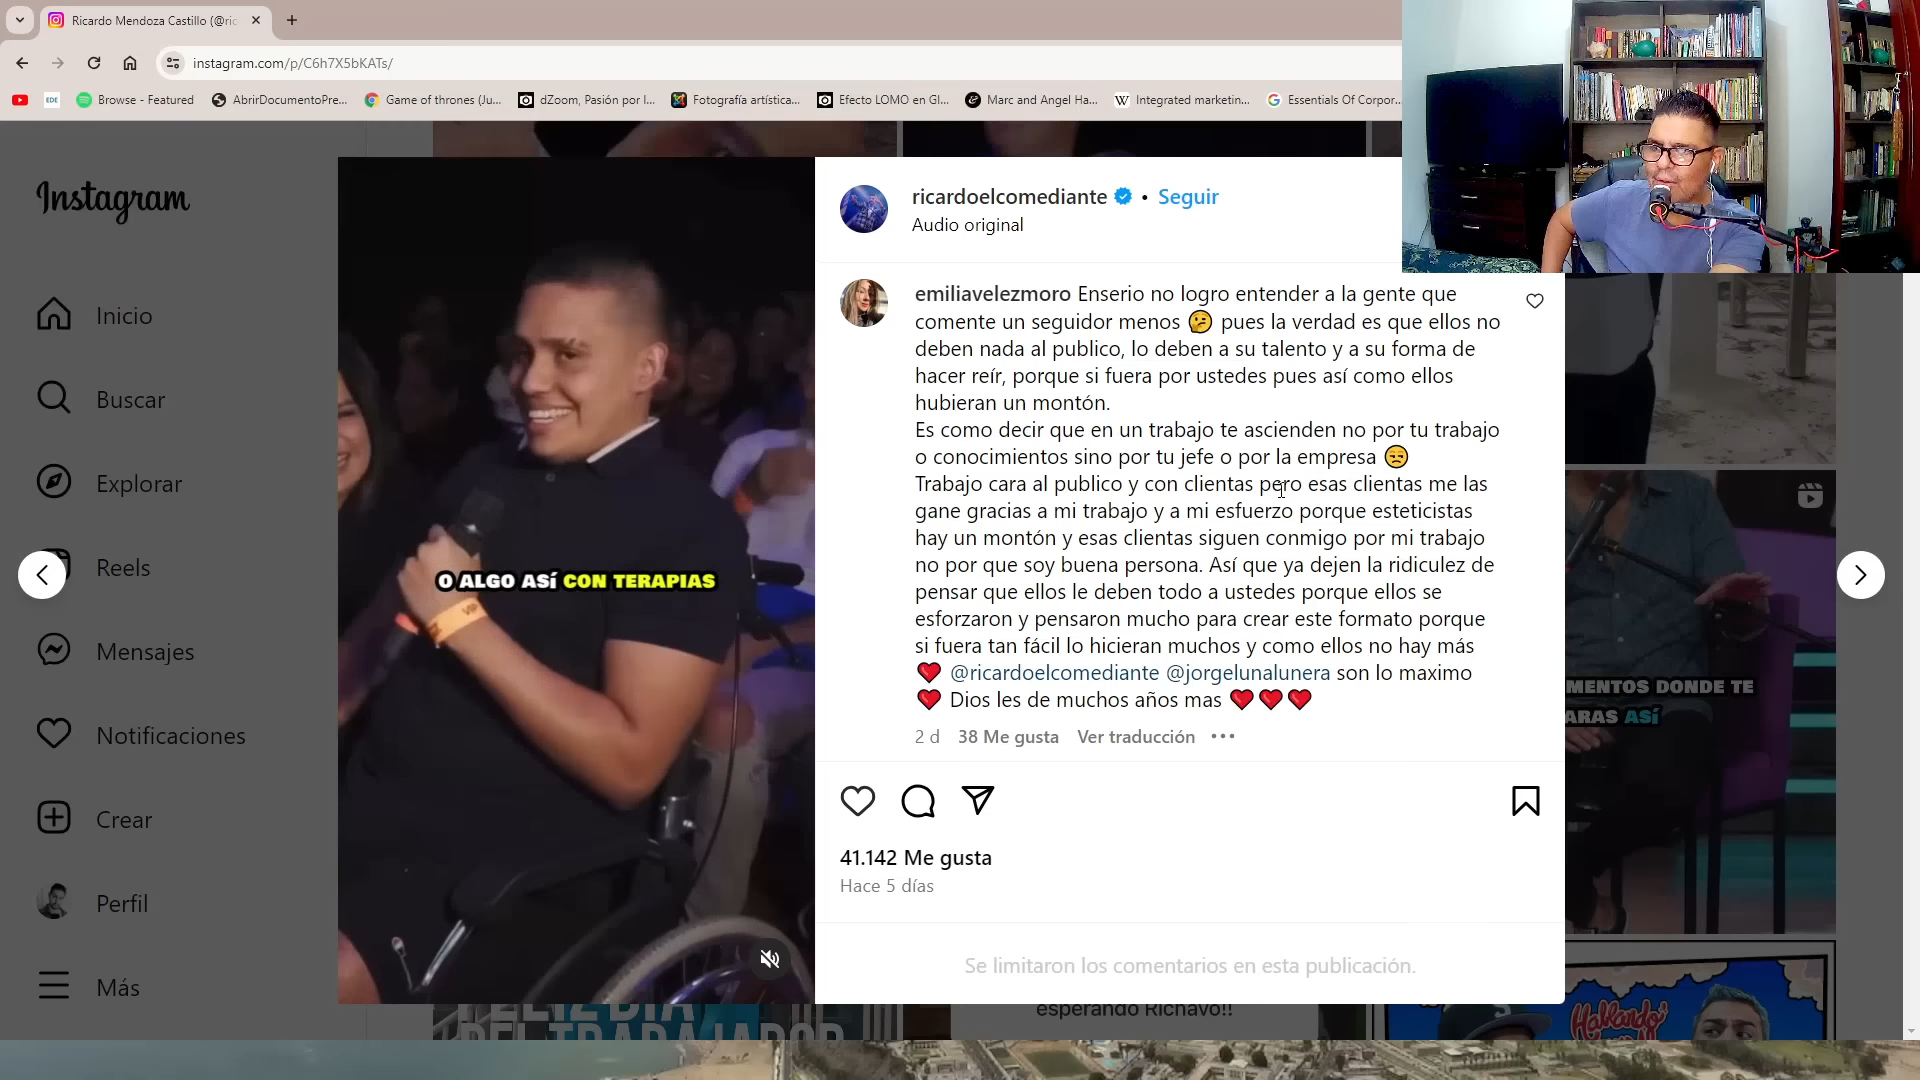 Ricardo Mendoza Castillo (@ric
instagram.com/p/C6h7X5bKATs/
EDE
Browse - Featured
AbrirDocumentoPre...
Game of thrones (Ju...
dZoom, Pasión por l...
Fotografía artística...
Efecto LOMO en Gl...
Marc and Angel Ha...
Integrated marketin...
Essentials Of Corpor...
Instagram
Inicio
Buscar
Explorar
Reels
Mensajes
Notificaciones
Crear
Perfil
Más
O ALGO ASÍ CON TERAPIAS
ricardoelcomediante • Seguir
Audio original
emiliavelezmoro Enserio no logro entender a la gente que
comente un seguidor menos 🤔 pues la verdad es que ellos no
deben nada al publico, lo deben a su talento y a su forma de
hacer reír, porque si fuera por ustedes pues así como ellos
hubieran un montón.
Es como decir que en un trabajo te ascienden no por tu trabajo
o conocimientos sino por tu jefe o por la empresa 😒
Trabajo cara al publico y con clientas pero esas clientas me las
gane gracias a mi trabajo y a mi esfuerzo porque esteticistas
hay un montón y esas clientas siguen conmigo por mi trabajo
no por que soy buena persona. Así que ya dejen la ridiculez de
pensar que ellos le deben todo a ustedes porque ellos se
esforzaron y pensaron mucho para crear este formato porque
si fuera tan fácil lo hicieran muchos y como ellos no hay más
❤️ @ricardoelcomediante @jorgelunalunera son lo maximo
❤️ Dios les de muchos años mas ❤️❤️❤️
2 d 38 Me gusta Ver traducción •••
41.142 Me gusta
Hace 5 días
Se limitaron los comentarios en esta publicación.
MENTOS DONDE TE
ARAS ASÍ
FELIZ DÍA
DEL TRABAJADOR
esperando Richavo!!
Hablando